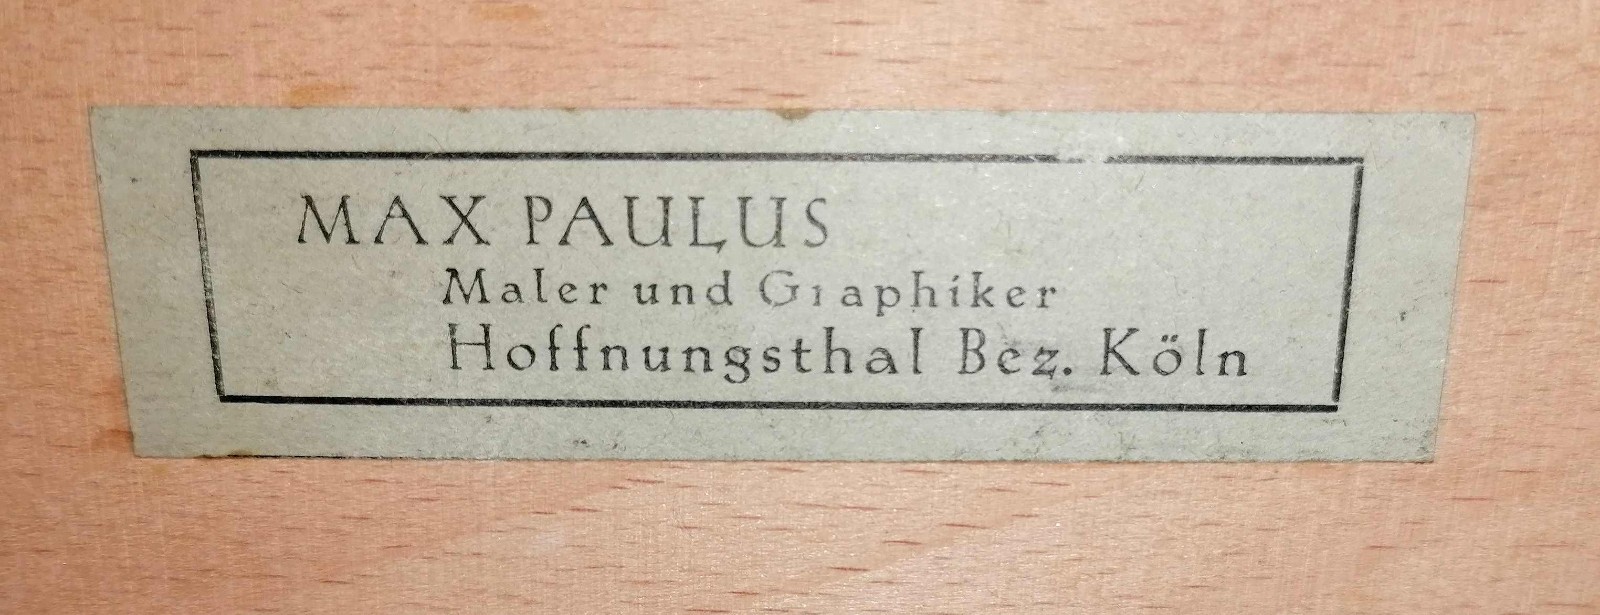 MAX PAULUS
Maler und Graphiker
Hoffnungsthal Bez. Köln